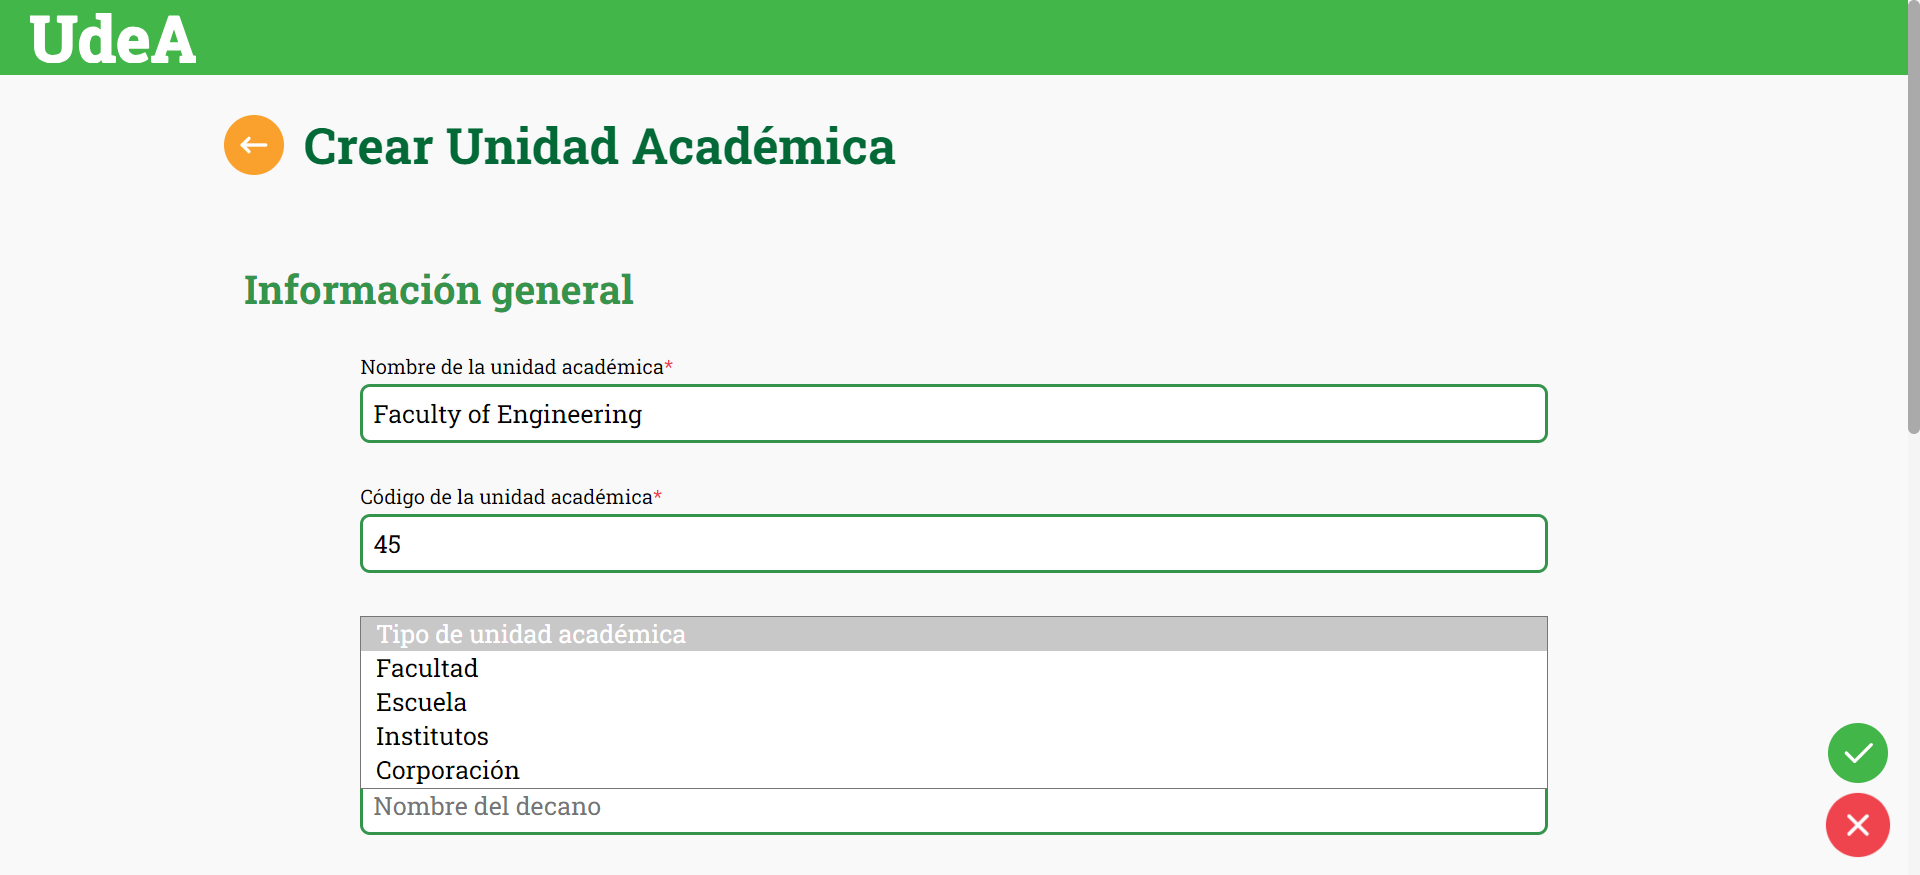 UdeA
Crear Unidad Académica
Información general
Nombre de la unidad académica*
Faculty of Engineering
Código de la unidad académica*
45
Tipo de unidad académica
Facultad
Escuela
Institutos
Corporación
Nombre del decano